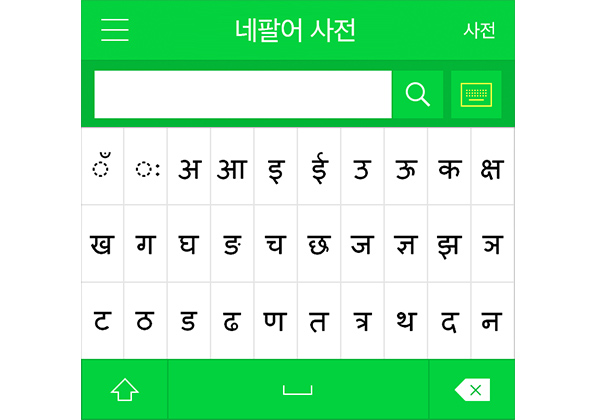 네팔어 사전 사전
ँ ः अ आ इ ई उ ऊ क क्ष
ख ग घ ङ च छ ज ज्ञ झ ञ
ट ठ ड ढ ण त त्र थ द न